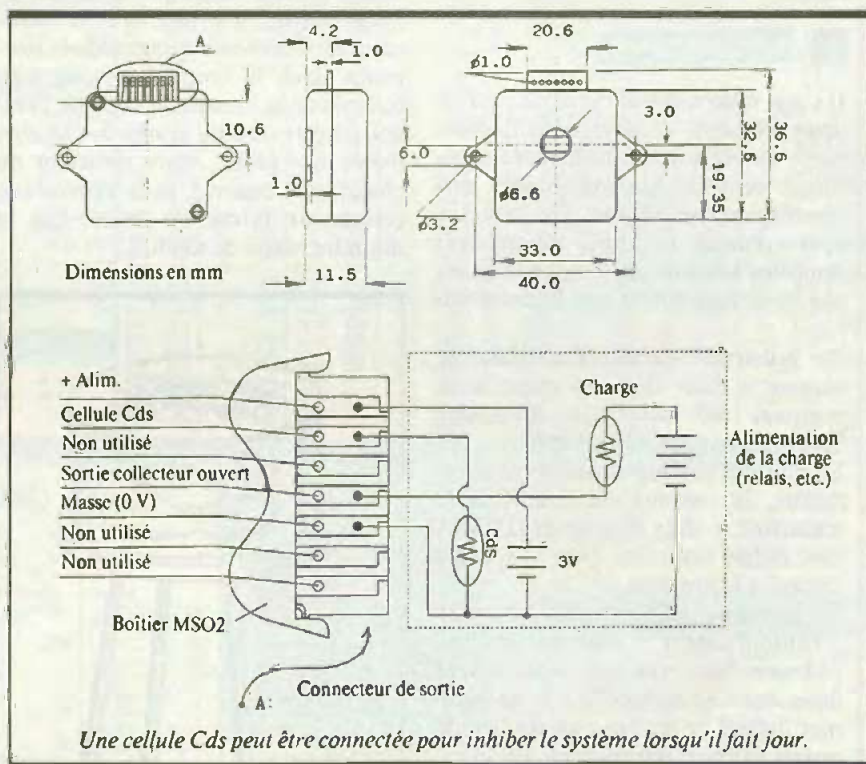 A.
4.2
1.0
20.6
ø1.0
10.6
6.0
1.0
ø3.2
ø6.6
3.0
19.35
32.6
36.6
33.0
40.0
11.5
Dimensions en mm
+ Alim.
Cellule Cds
Non utilisé
Sortie collecteur ouvert
Masse (0 V)
Non utilisé
Non utilisé
Boîtier MSO2
A:
Connecteur de sortie
Charge
Cds
3V
Alimentation
de la charge
(relais, etc.)
Une cellule Cds peut être connectée pour inhiber le système lorsqu'il fait jour.